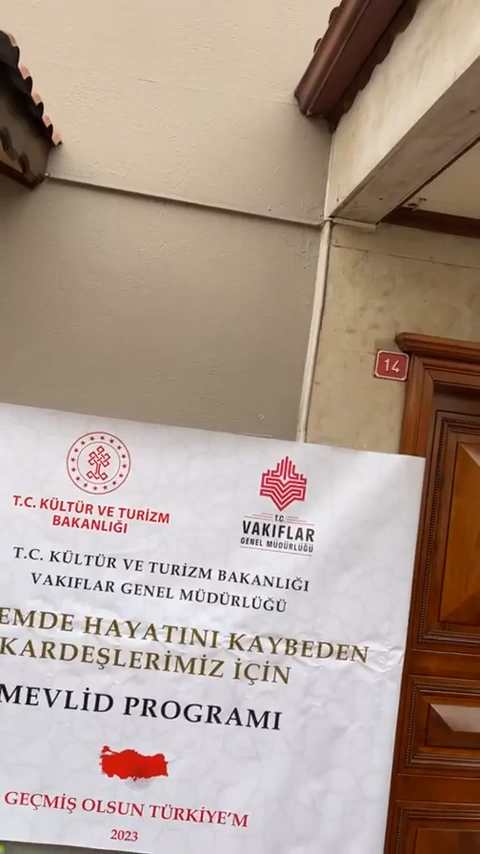 14
T.C. KÜLTÜR VE TURİZM
BAKANLIĞI
T.C.
VAKIFLAR
GENEL MÜDÜRLÜĞÜ
T.C. KÜLTÜR VE TURİZM BAKANLIĞI
VAKIFLAR GENEL MÜDÜRLÜĞÜ
EMDE HAYATINI KAYBEDEN
KARDEŞLERİMİZ İÇİN
MEVLİD PROGRAMI
GEÇMİŞ OLSUN TÜRKİYE'M
2023